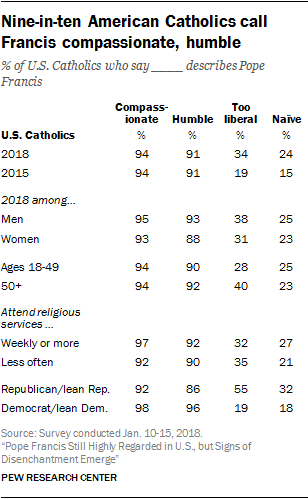 Nine-in-ten American Catholics call
Francis compassionate, humble
% of U.S. Catholics who say ____ describes Pope
Francis
Compass- Too
ionate Humble liberal Naïve
U.S. Catholics % % % %
2018 94 91 34 24
2015 94 91 19 15
2018 among...
Men 95 93 38 25
Women 93 88 31 23
Ages 18-49 94 90 28 25
50+ 94 92 40 23
Attend religious
services ...
Weekly or more 97 92 32 27
Less often 92 90 35 21
Republican/lean Rep. 92 86 55 32
Democrat/lean Dem. 98 96 19 18
Source: Survey conducted Jan. 10-15, 2018.
“Pope Francis Still Highly Regarded in U.S., but Signs of
Disenchantment Emerge”
PEW RESEARCH CENTER